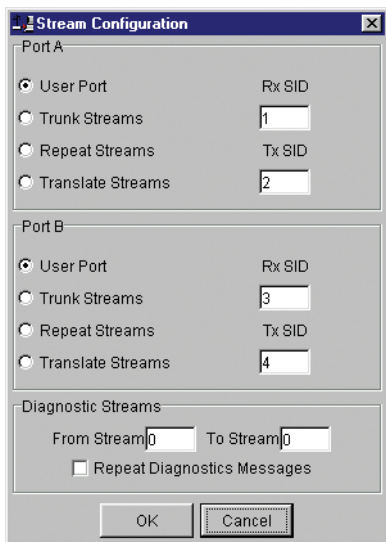 Stream Configuration
Port A
User Port Rx SID
Trunk Streams 1
Repeat Streams Tx SID
Translate Streams 2
Port B
User Port Rx SID
Trunk Streams 3
Repeat Streams Tx SID
Translate Streams 4
Diagnostic Streams
From Stream 0 To Stream 0
Repeat Diagnostics Messages
OK Cancel